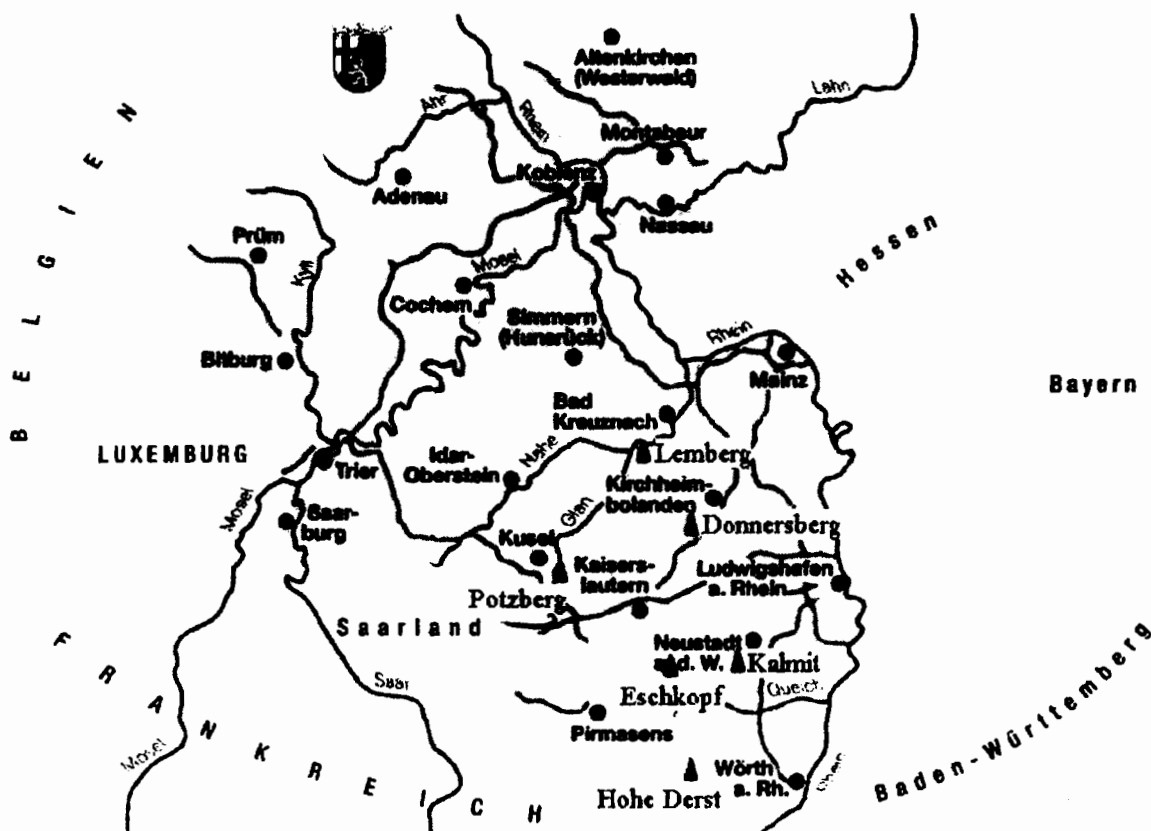 Altenkirchen
(Westerwald)
Lahn
Ahr
Rhein
Montabaur
Koblenz
Adenau
Nassau
BELGIEN
Prüm
Kyll
Mosel
Hessen
Cochem
Simmern
(Hunsrück)
Rhein
Bitburg
Mainz
Bayern
Bad
Kreuznach
LUXEMBURG
Trier
Idar-
Oberstein
Nahe
Lemberg
Kirchheim-
bolanden
Mosel
Saar-
burg
Glan
Donnersberg
Kusel
Kaisers-
lautern
Ludwigshafen
a. Rhein
Potzberg
Saarland
Neustadt
a.d. W.
Kalmit
Saar
Eschkopf
Queich
Pirmasens
Baden-Württemberg
FRANKREICH
Mosel
Wörth
a. Rh.
Rhein
Hohe Derst